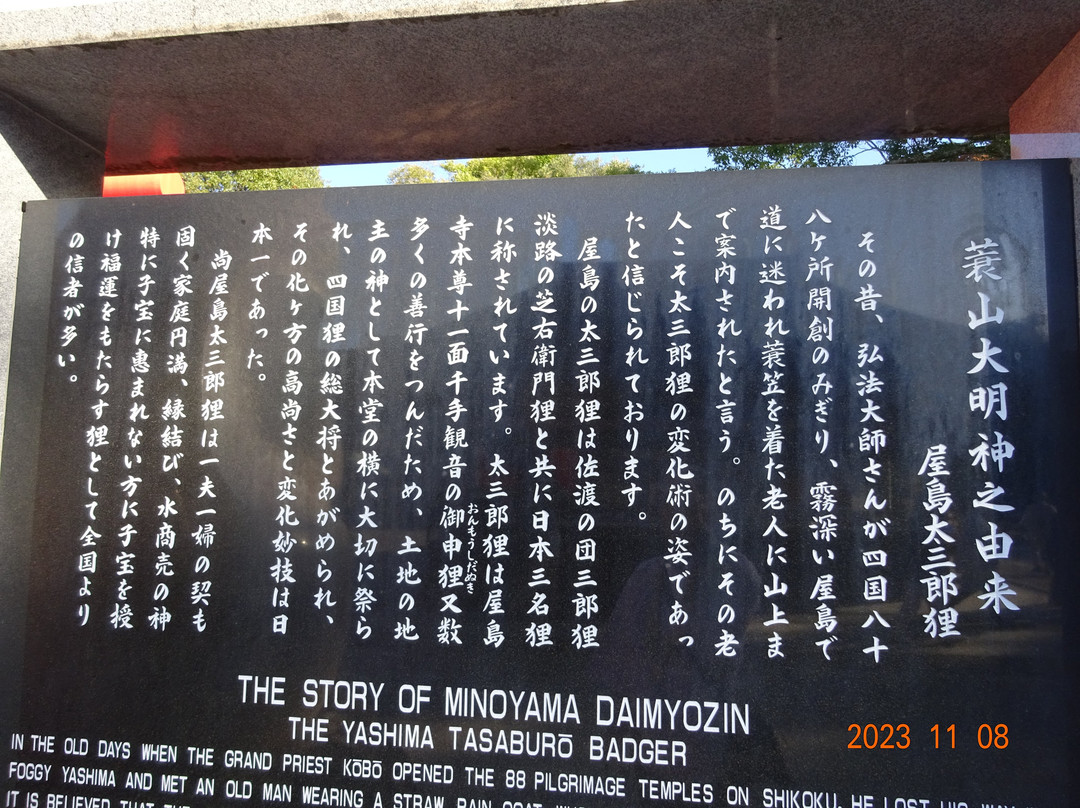 蓑山大明神之由来
屋島太三郎狸
その昔、弘法大師さんが四国八十
八ケ所開創のみぎり、霧深い屋島で
道に迷われ蓑笠を着た老人に山上ま
で案内されたと言う。のちにその老
人こそ太三郎狸の変化術の姿であっ
たと信じられております。
屋島の太三郎狸は佐渡の団三郎狸
淡路の芝右衛門狸と共に日本三名狸
に称されています。太三郎狸は屋島
寺本尊十一面千手観音の御申狸又数
おんもうしだぬき
多くの善行をつんだため、土地の地
主の神として本堂の横に大切に祭ら
れ、四国狸の総大将とあがめられ、
その化ケ方の高尚さと変化妙技は日
本一であった。
尚屋島太三郎狸は一夫一婦の契も
固く家庭円満、縁結び、水商売の神
特に子宝に恵まれない方に子宝を授
け福運をもたらす狸として全国より
の信者が多い。
THE STORY OF MINOYAMA DAIMYOZIN
THE YASHIMA TASABURŌ BADGER
IN THE OLD DAYS WHEN THE GRAND PRIEST KŌBŌ OPENED THE 88 PILGRIMAGE TEMPLES ON SHIKOKU, HE LOST HIS WAY
FOGGY YASHIMA AND MET AN OLD MAN WEARING A STRAW RAIN COAT
IT IS BELIEVED THAT
2023 11 08